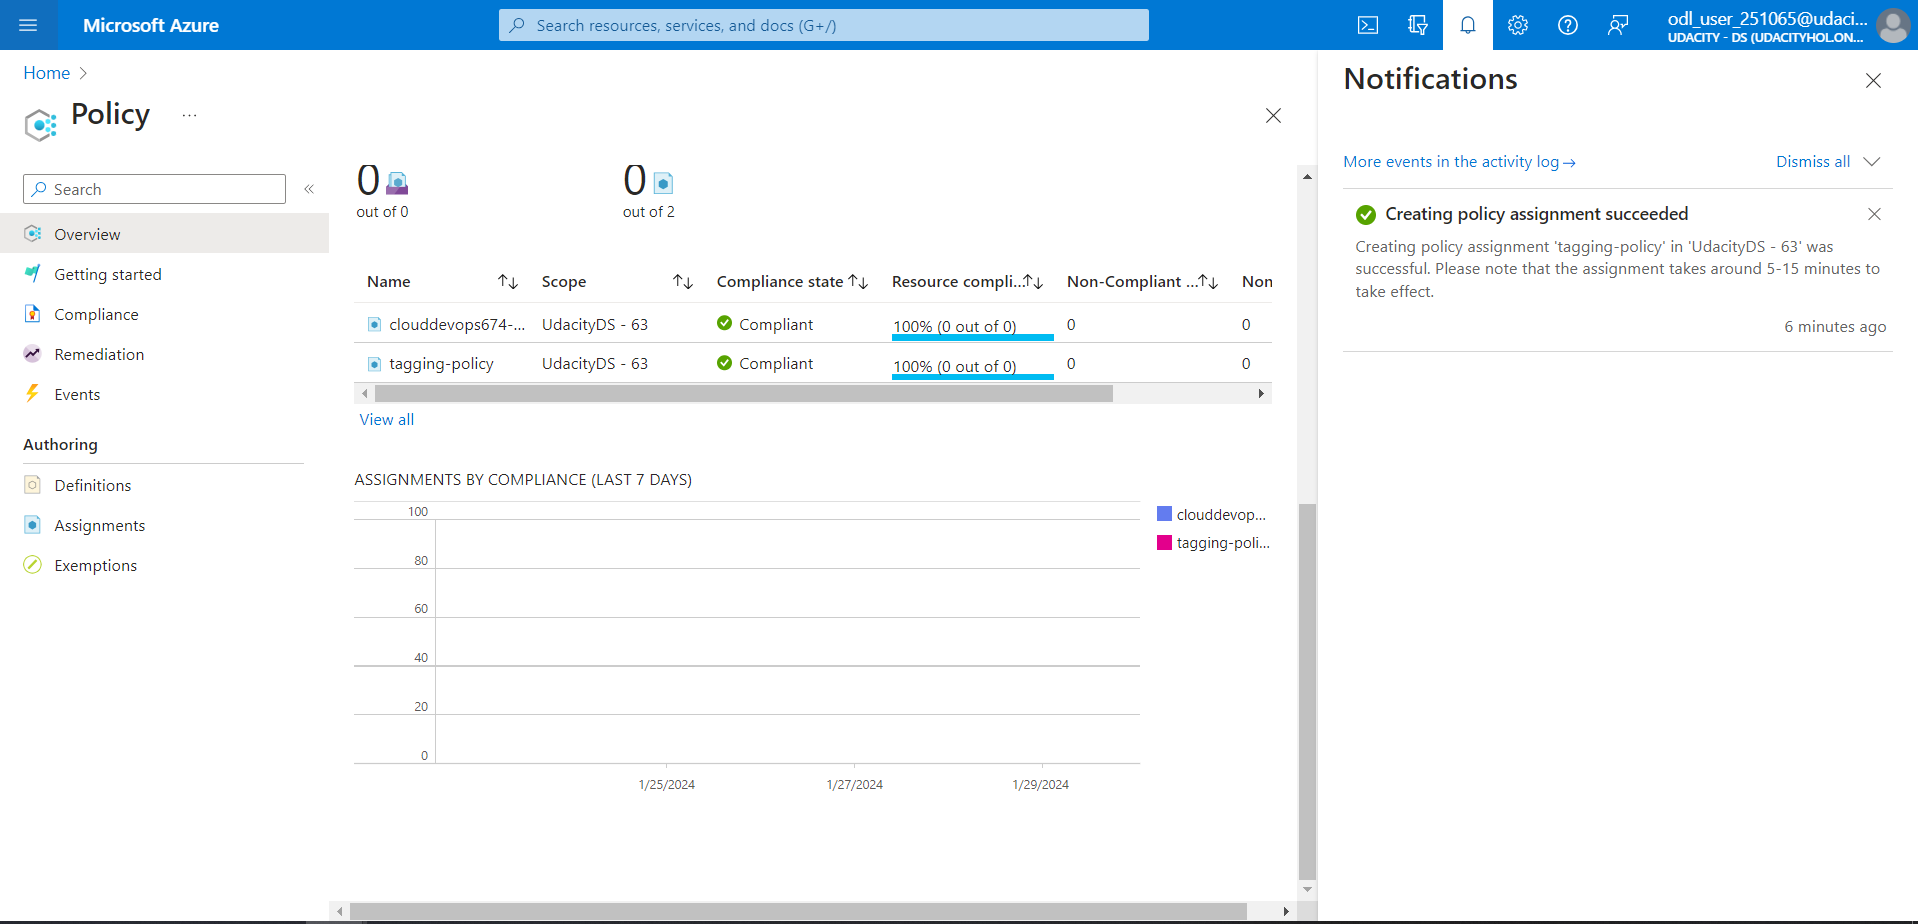 Microsoft Azure
Search resources, services, and docs (G+/)
odl_user_251065@udaci...
UDACITY - DS (UDACITYHOL.ON...
Home
Policy
...
Search
Overview
Getting started
Compliance
Remediation
Events
Authoring
Definitions
Assignments
Exemptions
0
out of 0
0
out of 2
Name Scope Compliance state Resource compli... Non-Compliant ... Non
clouddevops674-... UdacityDS - 63 Compliant 100% (0 out of 0) 0 0
tagging-policy UdacityDS - 63 Compliant 100% (0 out of 0) 0 0
View all
ASSIGNMENTS BY COMPLIANCE (LAST 7 DAYS)
100
80
60
40
20
0
1/25/2024 1/27/2024 1/29/2024
clouddevop...
tagging-poli...
Notifications
More events in the activity log→
Dismiss all
Creating policy assignment succeeded
Creating policy assignment 'tagging-policy' in 'UdacityDS - 63' was
successful. Please note that the assignment takes around 5-15 minutes to
take effect.
6 minutes ago